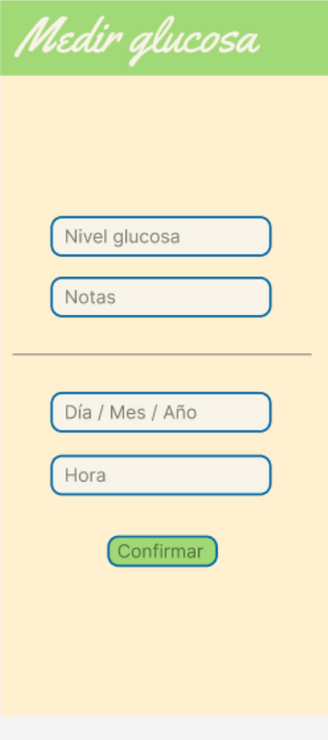 Medir glucosa
Nivel glucosa
Notas
Día / Mes / Año
Hora
Confirmar